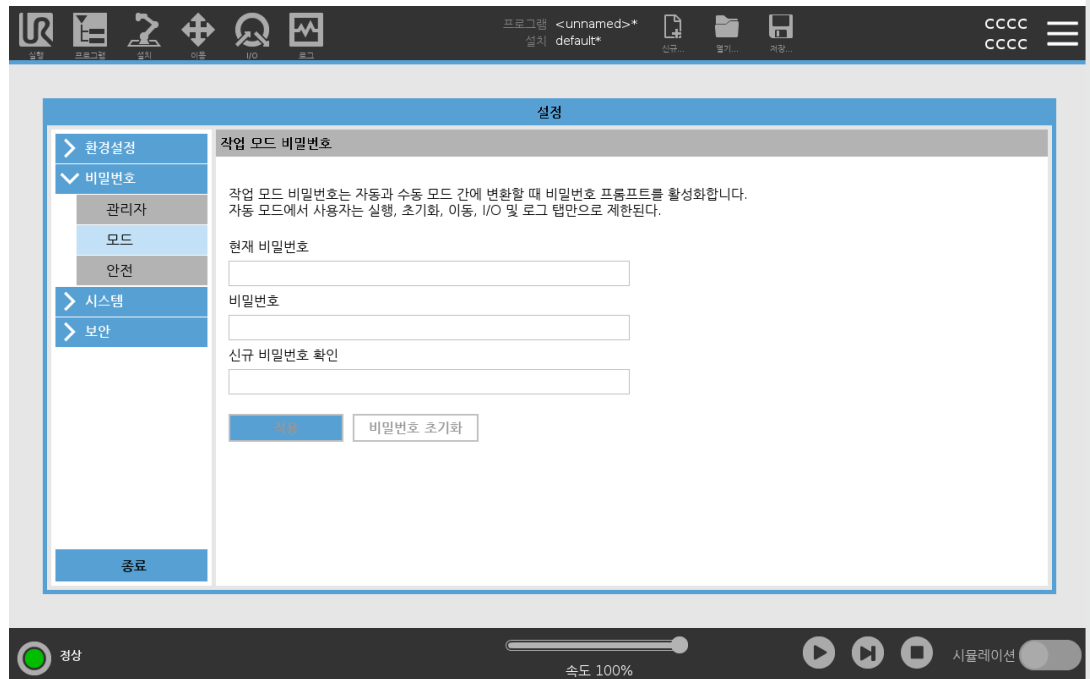 UR
실행
프로그램
설치
이동
I/O
로그
프로그램 <unnamed>*
설치 default*
신규...
열기...
저장...
cccc
cccc
설정
환경설정
비밀번호
관리자
모드
안전
시스템
보안
종료
작업 모드 비밀번호
작업 모드 비밀번호는 자동과 수동 모드 간에 변환할 때 비밀번호 프롬프트를 활성화합니다.
자동 모드에서 사용자는 실행, 초기화, 이동, I/O 및 로그 탭만으로 제한된다.
현재 비밀번호
비밀번호
신규 비밀번호 확인
적용
비밀번호 초기화
정상
속도 100%
시뮬레이션